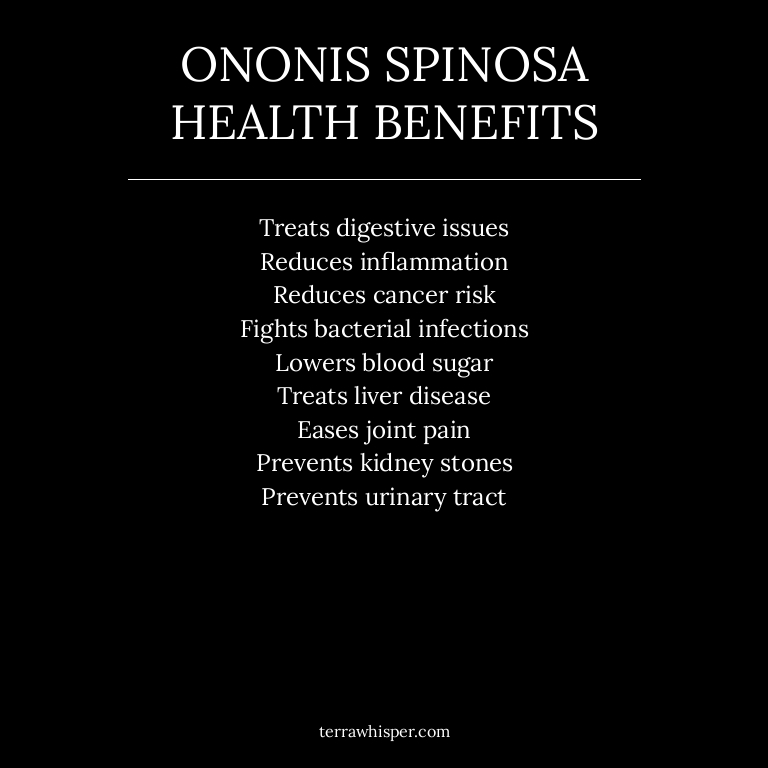 ONONIS SPINOSA
HEALTH BENEFITS
Treats digestive issues
Reduces inflammation
Reduces cancer risk
Fights bacterial infections
Lowers blood sugar
Treats liver disease
Eases joint pain
Prevents kidney stones
Prevents urinary tract
terrawhisper.com